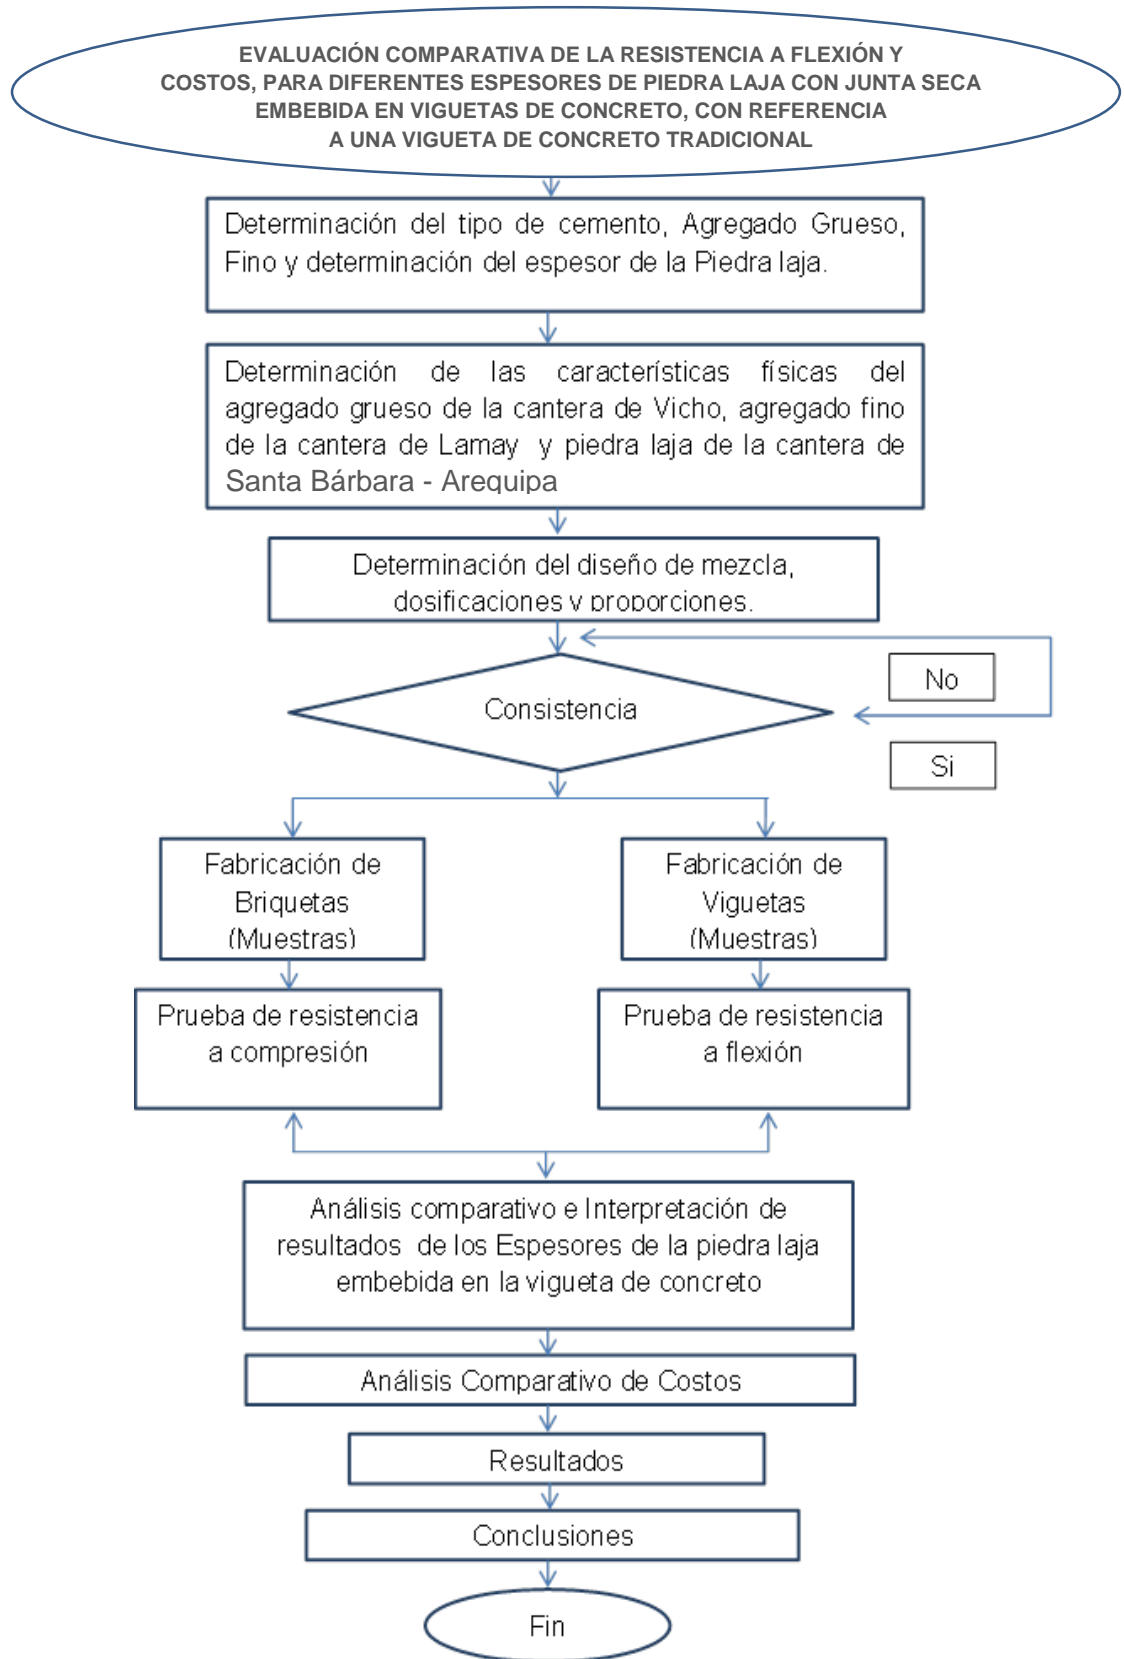 EVALUACIÓN COMPARATIVA DE LA RESISTENCIA A FLEXIÓN Y
COSTOS, PARA DIFERENTES ESPESORES DE PIEDRA LAJA CON JUNTA SECA
EMBEBIDA EN VIGUETAS DE CONCRETO, CON REFERENCIA
A UNA VIGUETA DE CONCRETO TRADICIONAL
Determinación del tipo de cemento, Agregado Grueso,
Fino y determinación del espesor de la Piedra laja.
Determinación de las características físicas del
agregado grueso de la cantera de Vicho, agregado fino
de la cantera de Lamay y piedra laja de la cantera de
Santa Bárbara - Arequipa
Determinación del diseño de mezcla,
dosificaciones y proporciones.
Consistencia
No
Si
Fabricación de
Briquetas
(Muestras)
Fabricación de
Viguetas
(Muestras)
Prueba de resistencia
a compresión
Prueba de resistencia
a flexión
Análisis comparativo e Interpretación de
resultados de los Espesores de la piedra laja
embebida en la vigueta de concreto
Análisis Comparativo de Costos
Resultados
Conclusiones
Fin